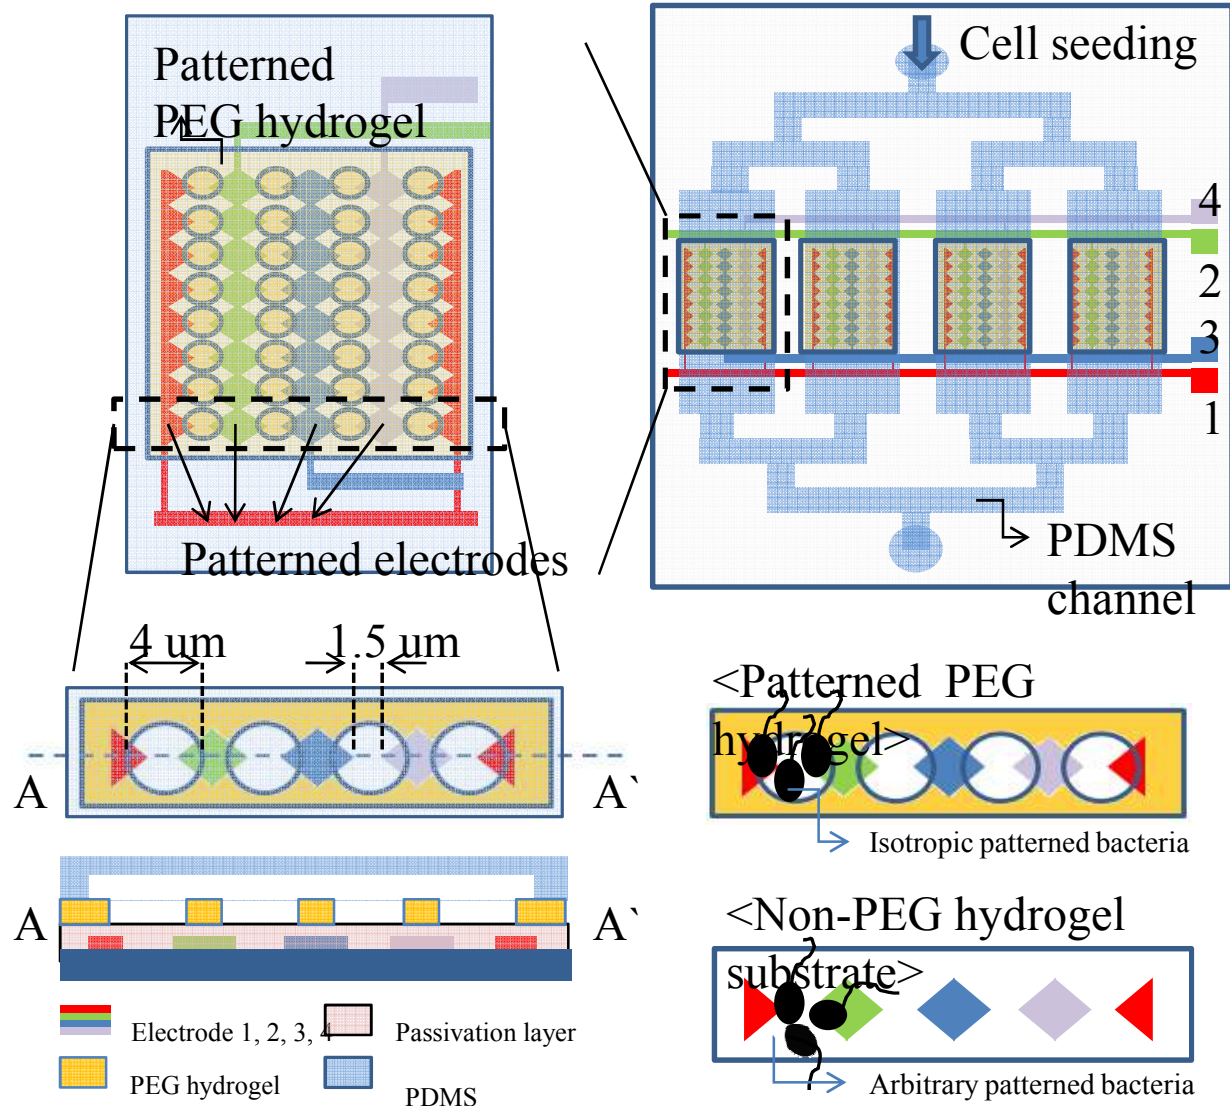 Patterned
PEG hydrogel
Patterned electrodes
Cell seeding
4
2
3
1
PDMS
channel
4 um
1.5 um
A
A`
A
A`
Electrode 1, 2, 3, 4
Passivation layer
PEG hydrogel
PDMS
<Patterned PEG
hydrogel>
Isotropic patterned bacteria
<Non-PEG hydrogel
substrate>
Arbitrary patterned bacteria